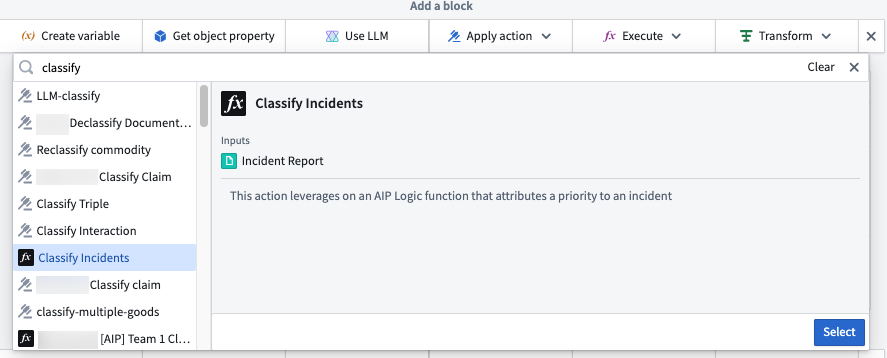 Add a block
(x) Create variable
Get object property
Use LLM
Apply action
fx Execute
Transform
classify
Clear
LLM-classify
Declassify Document...
Reclassify commodity
Classify Claim
Classify Triple
Classify Interaction
fx Classify Incidents
Classify claim
classify-multiple-goods
fx [AIP] Team 1 Cl...
fx Classify Incidents
Inputs
Incident Report
This action leverages on an AIP Logic function that attributes a priority to an incident
Select